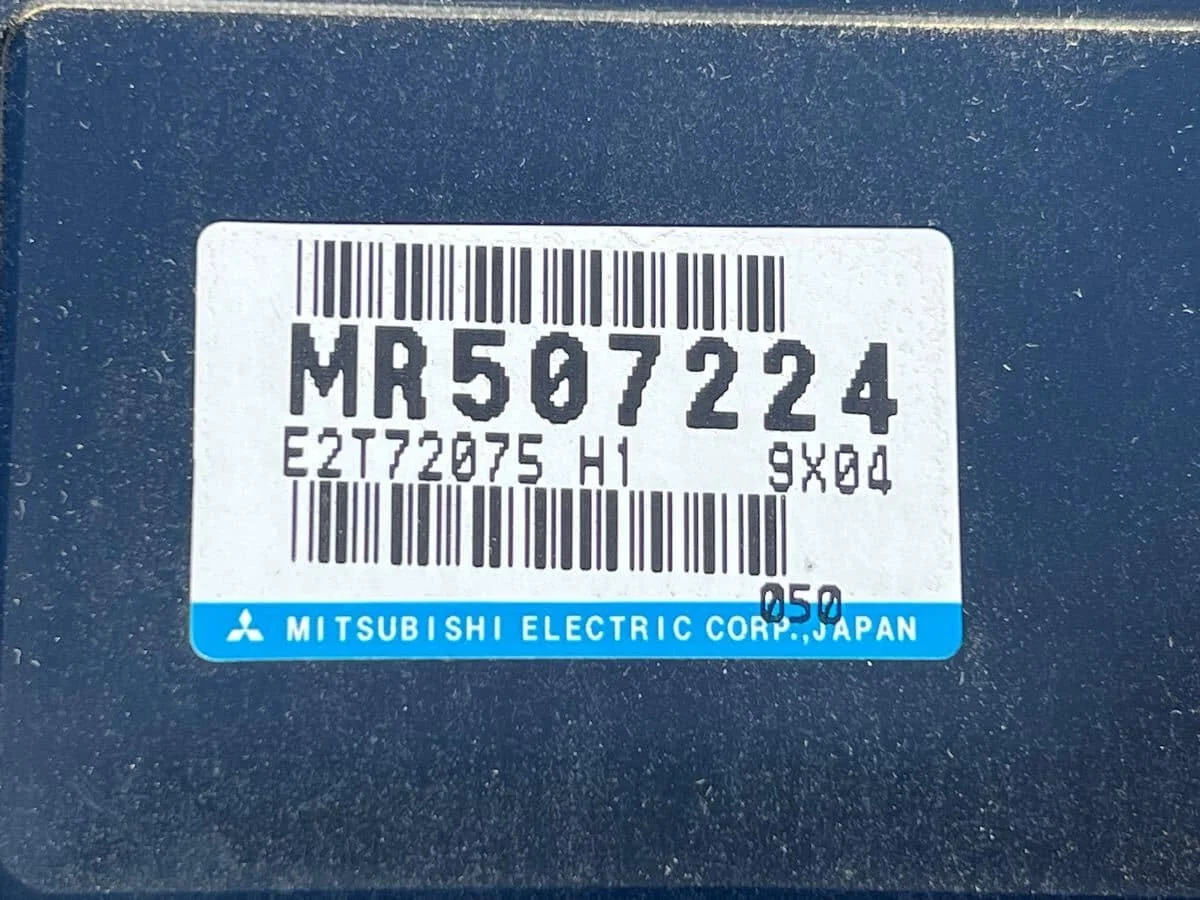 MR507224
E2T72075 H1 9X04
050
MITSUBISHI ELECTRIC CORP.,JAPAN